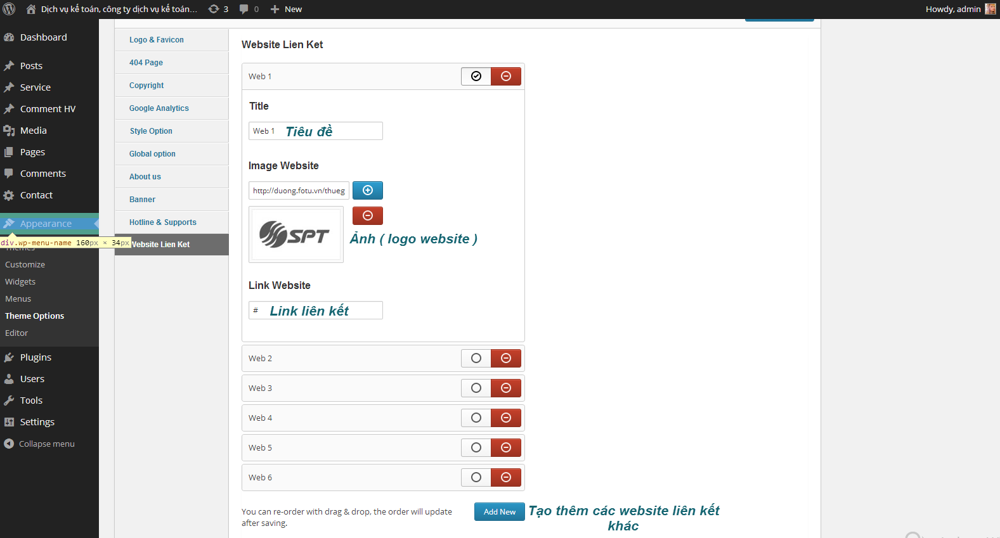 Dịch vụ kế toán, công ty dịch vụ kế toán...
3
0
New
Howdy, admin
Dashboard
Posts
Service
Comment HV
Media
Pages
Comments
Contact
Appearance
div.wp-menu-name 160px × 34px
Themes
Customize
Widgets
Menus
Theme Options
Editor
Plugins
Users
Tools
Settings
Collapse menu
Logo & Favicon
404 Page
Copyright
Google Analytics
Style Option
Global option
About us
Banner
Hotline & Supports
Website Lien Ket
Website Lien Ket
Web 1
Title
Web 1 Tiêu đề
Image Website
http://duong.fotu.vn/thueg
SPT
Ảnh ( logo website )
Link Website
# Link liên kết
Web 2
Web 3
Web 4
Web 5
Web 6
You can re-order with drag & drop, the order will update
after saving.
Add New
Tạo thêm các website liên kết
khác